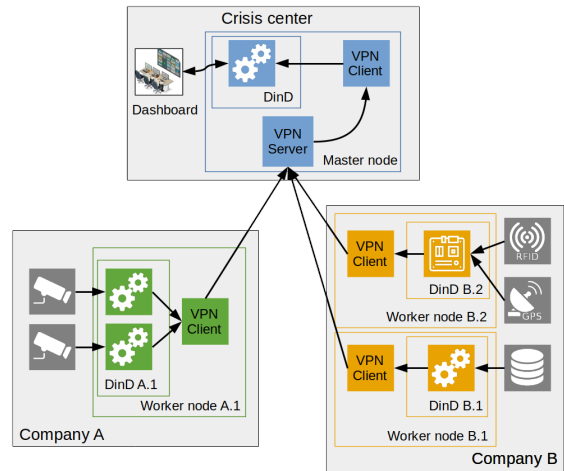 Crisis center
VPN
Client
DinD
Dashboard
VPN
Server
Master node
VPN
Client
DinD A.1
Worker node A.1
Company A
VPN
Client
RFID
DinD B.2
GPS
Worker node B.2
VPN
Client
DinD B.1
Worker node B.1
Company B